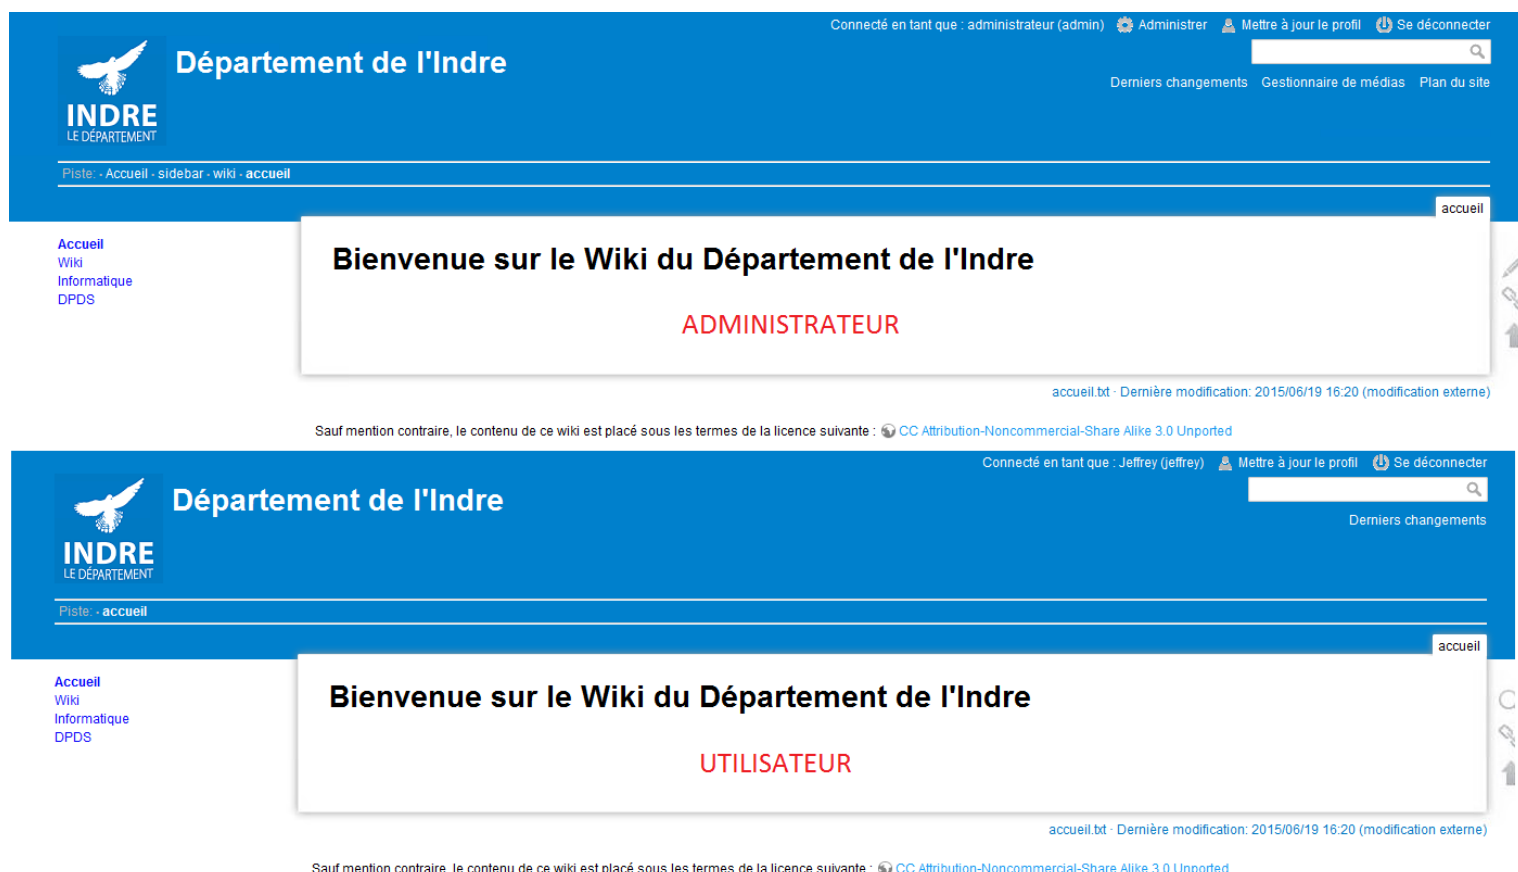 Connecté en tant que : administrateur (admin) Administrer Mettre à jour le profil Se déconnecter
Département de l'Indre
INDRE
LE DÉPARTEMENT
Derniers changements Gestionnaire de médias Plan du site
Piste: · Accueil · sidebar · wiki · accueil
accueil
Accueil
Wiki
Informatique
DPDS
Bienvenue sur le Wiki du Département de l'Indre
ADMINISTRATEUR
accueil.txt · Dernière modification: 2015/06/19 16:20 (modification externe)
Sauf mention contraire, le contenu de ce wiki est placé sous les termes de la licence suivante : CC Attribution-Noncommercial-Share Alike 3.0 Unported
Connecté en tant que : Jeffrey (jeffrey) Mettre à jour le profil Se déconnecter
Département de l'Indre
INDRE
LE DÉPARTEMENT
Derniers changements
Piste: · accueil
accueil
Accueil
Wiki
Informatique
DPDS
Bienvenue sur le Wiki du Département de l'Indre
UTILISATEUR
accueil.txt · Dernière modification: 2015/06/19 16:20 (modification externe)
Sauf mention contraire, le contenu de ce wiki est placé sous les termes de la licence suivante : CC Attribution-Noncommercial-Share Alike 3.0 Unported